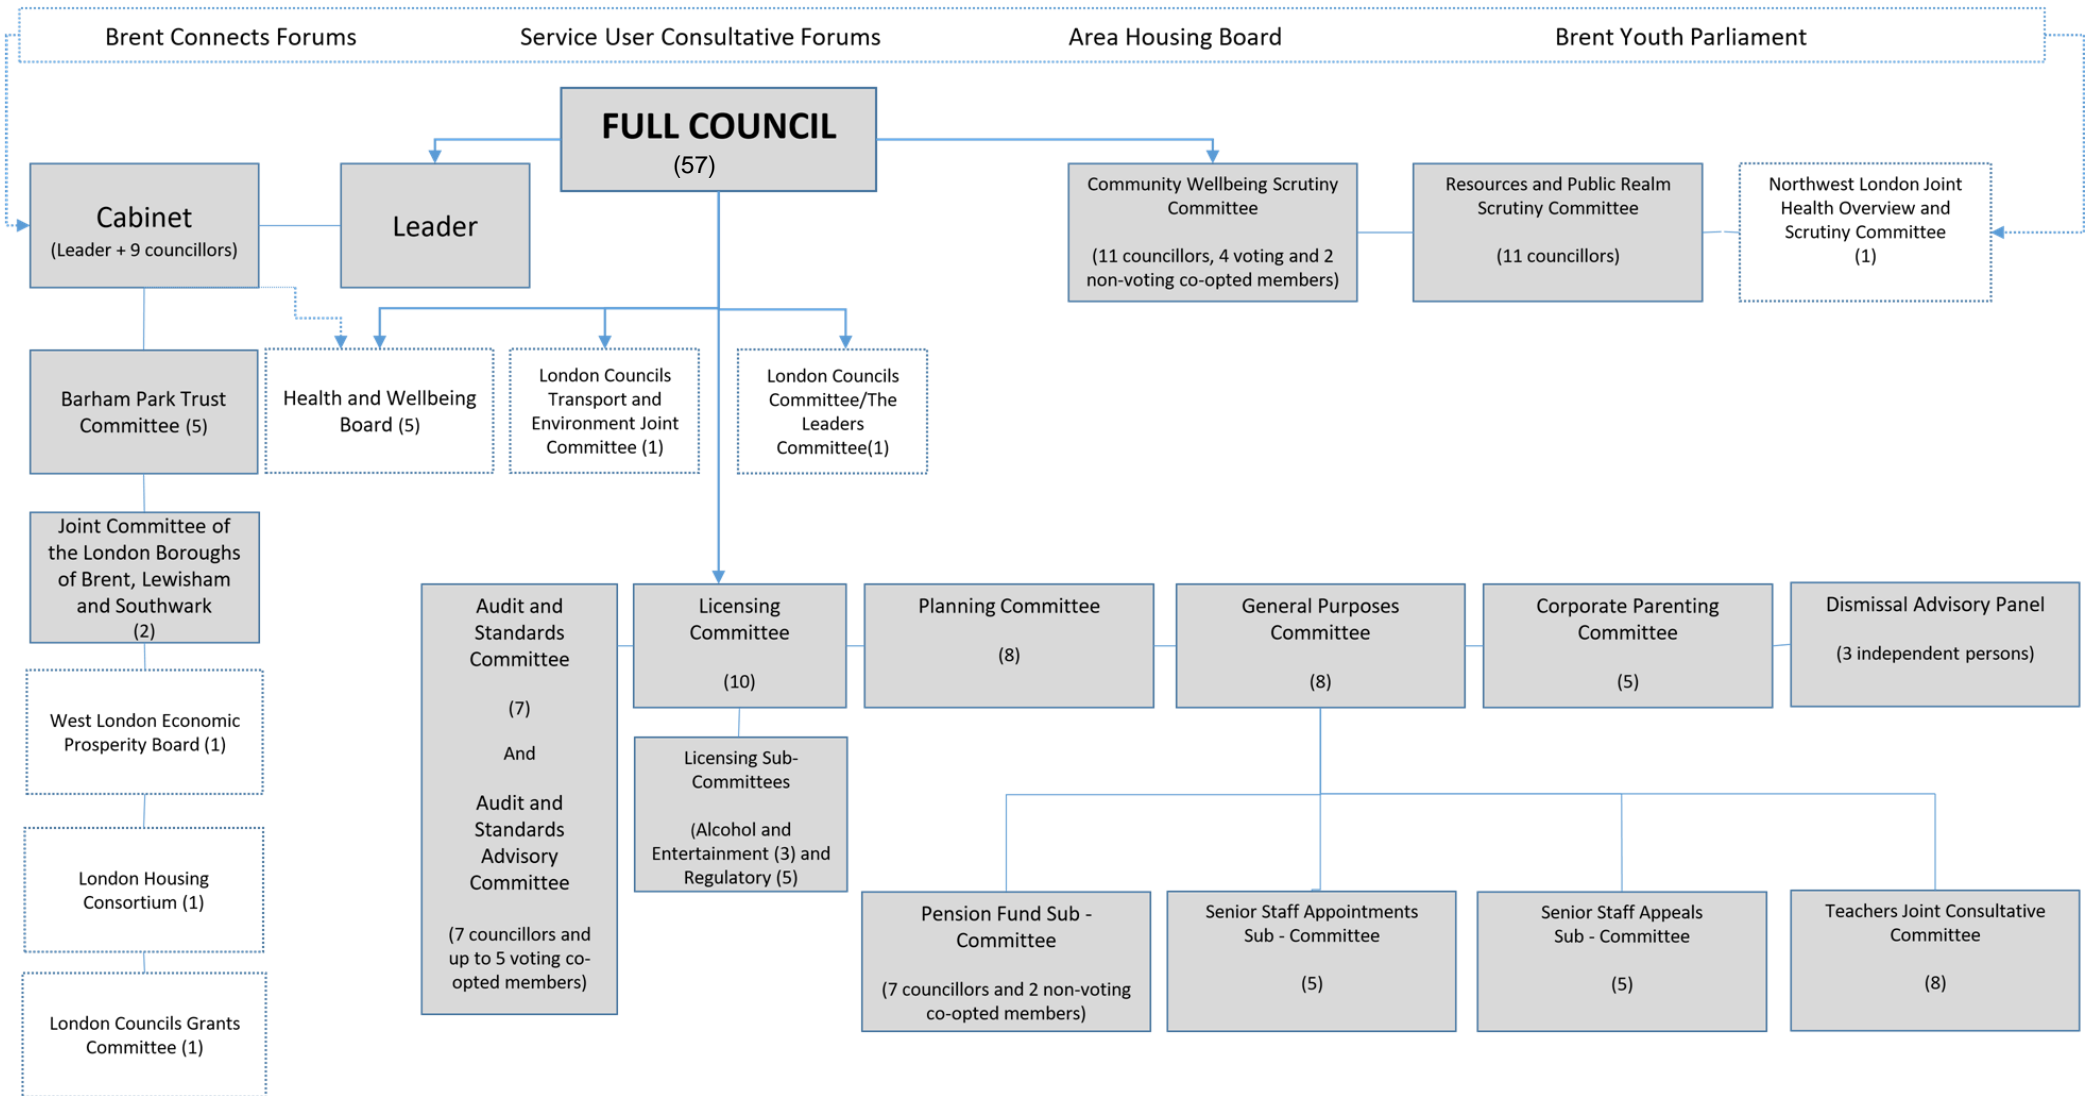 Brent Connects Forums
Service User Consultative Forums
Area Housing Board
Brent Youth Parliament
FULL COUNCIL
(57)
Cabinet
(Leader + 9 councillors)
Leader
Community Wellbeing Scrutiny
Committee
(11 councillors, 4 voting and 2
non-voting co-opted members)
Resources and Public Realm
Scrutiny Committee
(11 councillors)
Northwest London Joint
Health Overview and
Scrutiny Committee
(1)
Barham Park Trust
Committee (5)
Health and Wellbeing
Board (5)
London Councils
Transport and
Environment Joint
Committee (1)
London Councils
Committee/The
Leaders
Committee(1)
Joint Committee of
the London Boroughs
of Brent, Lewisham
and Southwark
(2)
West London Economic
Prosperity Board (1)
London Housing
Consortium (1)
London Councils Grants
Committee (1)
Audit and
Standards
Committee
(7)
And
Audit and
Standards
Advisory
Committee
(7 councillors and
up to 5 voting co-
opted members)
Licensing
Committee
(10)
Licensing Sub-
Committees
(Alcohol and
Entertainment (3) and
Regulatory (5)
Planning Committee
(8)
General Purposes
Committee
(8)
Corporate Parenting
Committee
(5)
Dismissal Advisory Panel
(3 independent persons)
Pension Fund Sub -
Committee
(7 councillors and 2 non-voting
co-opted members)
Senior Staff Appointments
Sub - Committee
(5)
Senior Staff Appeals
Sub - Committee
(5)
Teachers Joint Consultative
Committee
(8)